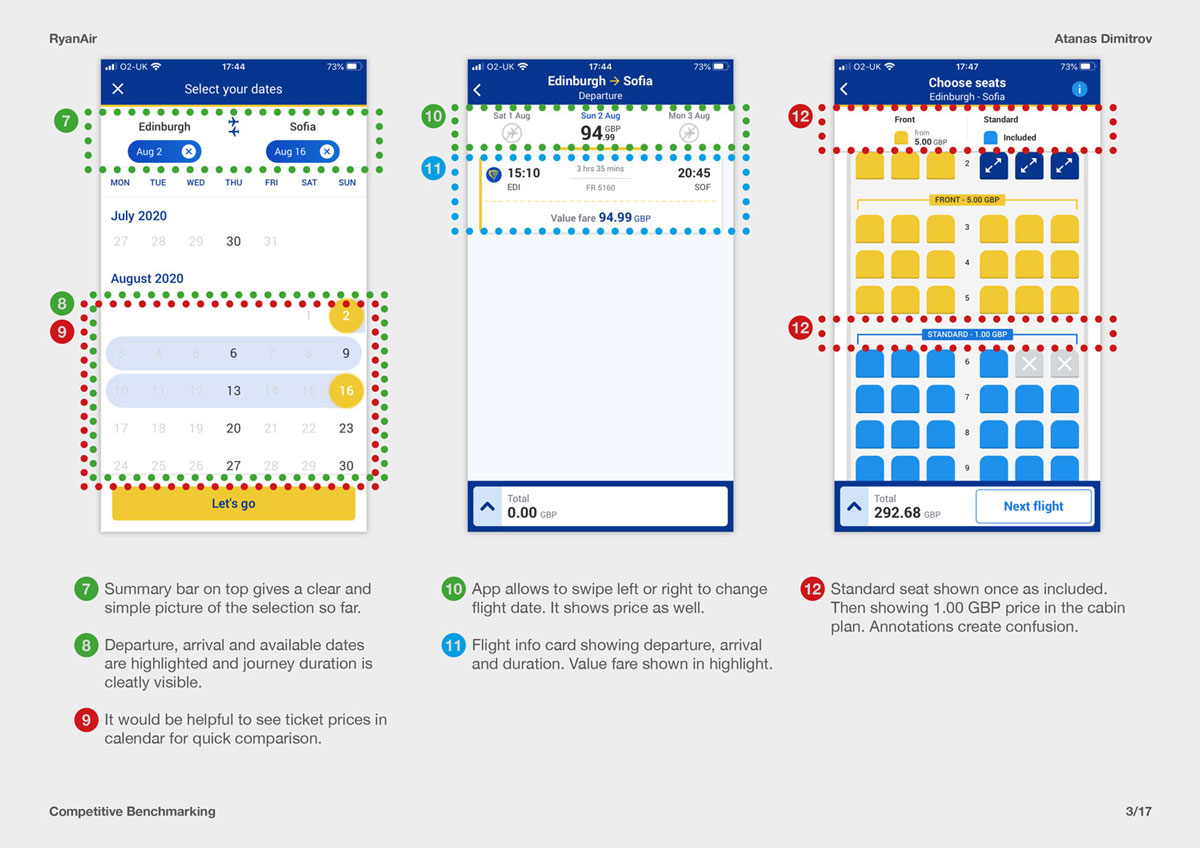 RyanAir
Atanas Dimitrov
O2-UK 17:44 73%
Select your dates
7
Edinburgh Sofia
Aug 2 Aug 16
MON TUE WED THU FRI SAT SUN
July 2020
27 28 29 30 31
August 2020
8
9
1 2
3 4 5 6 7 8 9
10 11 12 13 14 15 16
17 18 19 20 21 22 23
24 25 26 27 28 29 30
Let's go
O2-UK 17:44 73%
Edinburgh → Sofia
Departure
10
Sat 1 Aug Sun 2 Aug Mon 3 Aug
94 GBP .99
11
15:10 3 hrs 35 mins 20:45
EDI FR 5160 SOF
Value fare 94.99 GBP
Total
0.00 GBP
O2-UK 17:47 73%
Choose seats
Edinburgh - Sofia
i
12
Front Standard
from
5.00 GBP Included
2
FRONT - 5.00 GBP
3
4
5
12
STANDARD - 1.00 GBP
6
7
8
9
Total
292.68 GBP
Next flight
7 Summary bar on top gives a clear and
simple picture of the selection so far.
8 Departure, arrival and available dates
are highlighted and journey duration is
cleatly visible.
9 It would be helpful to see ticket prices in
calendar for quick comparison.
10 App allows to swipe left or right to change
flight date. It shows price as well.
11 Flight info card showing departure, arrival
and duration. Value fare shown in highlight.
12 Standard seat shown once as included.
Then showing 1.00 GBP price in the cabin
plan. Annotations create confusion.
Competitive Benchmarking
3/17